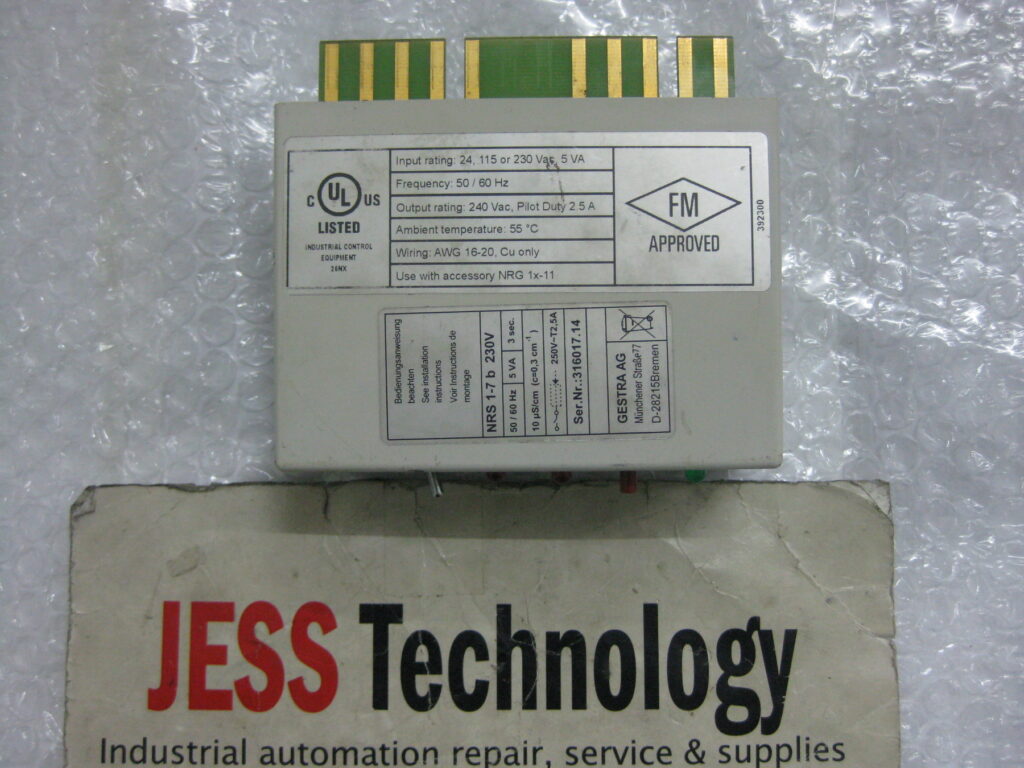 C UL US
LISTED
INDUSTRIAL CONTROL
EQUIPMENT
26NX
Input rating: 24, 115 or 230 Vac, 5 VA
Frequency: 50 / 60 Hz
Output rating: 240 Vac, Pilot Duty 2.5 A
Ambient temperature: 55 °C
Wiring: AWG 16-20, Cu only
Use with accessory NRG 1x-11
FM
APPROVED
392300
Bedienungsanweisung
beachten
See installation
instructions
Voir Instructions de
montage
NRS 1-7 b 230V
50 / 60 Hz 5 VA 3 sec.
10 µS/cm (c=0,3 cm⁻¹)
250V~T2,5A
Ser.Nr.:316017.14
GESTRA AG
Münchener Straße77
D-28215Bremen
JESS Technology
Industrial automation repair, service & supplies